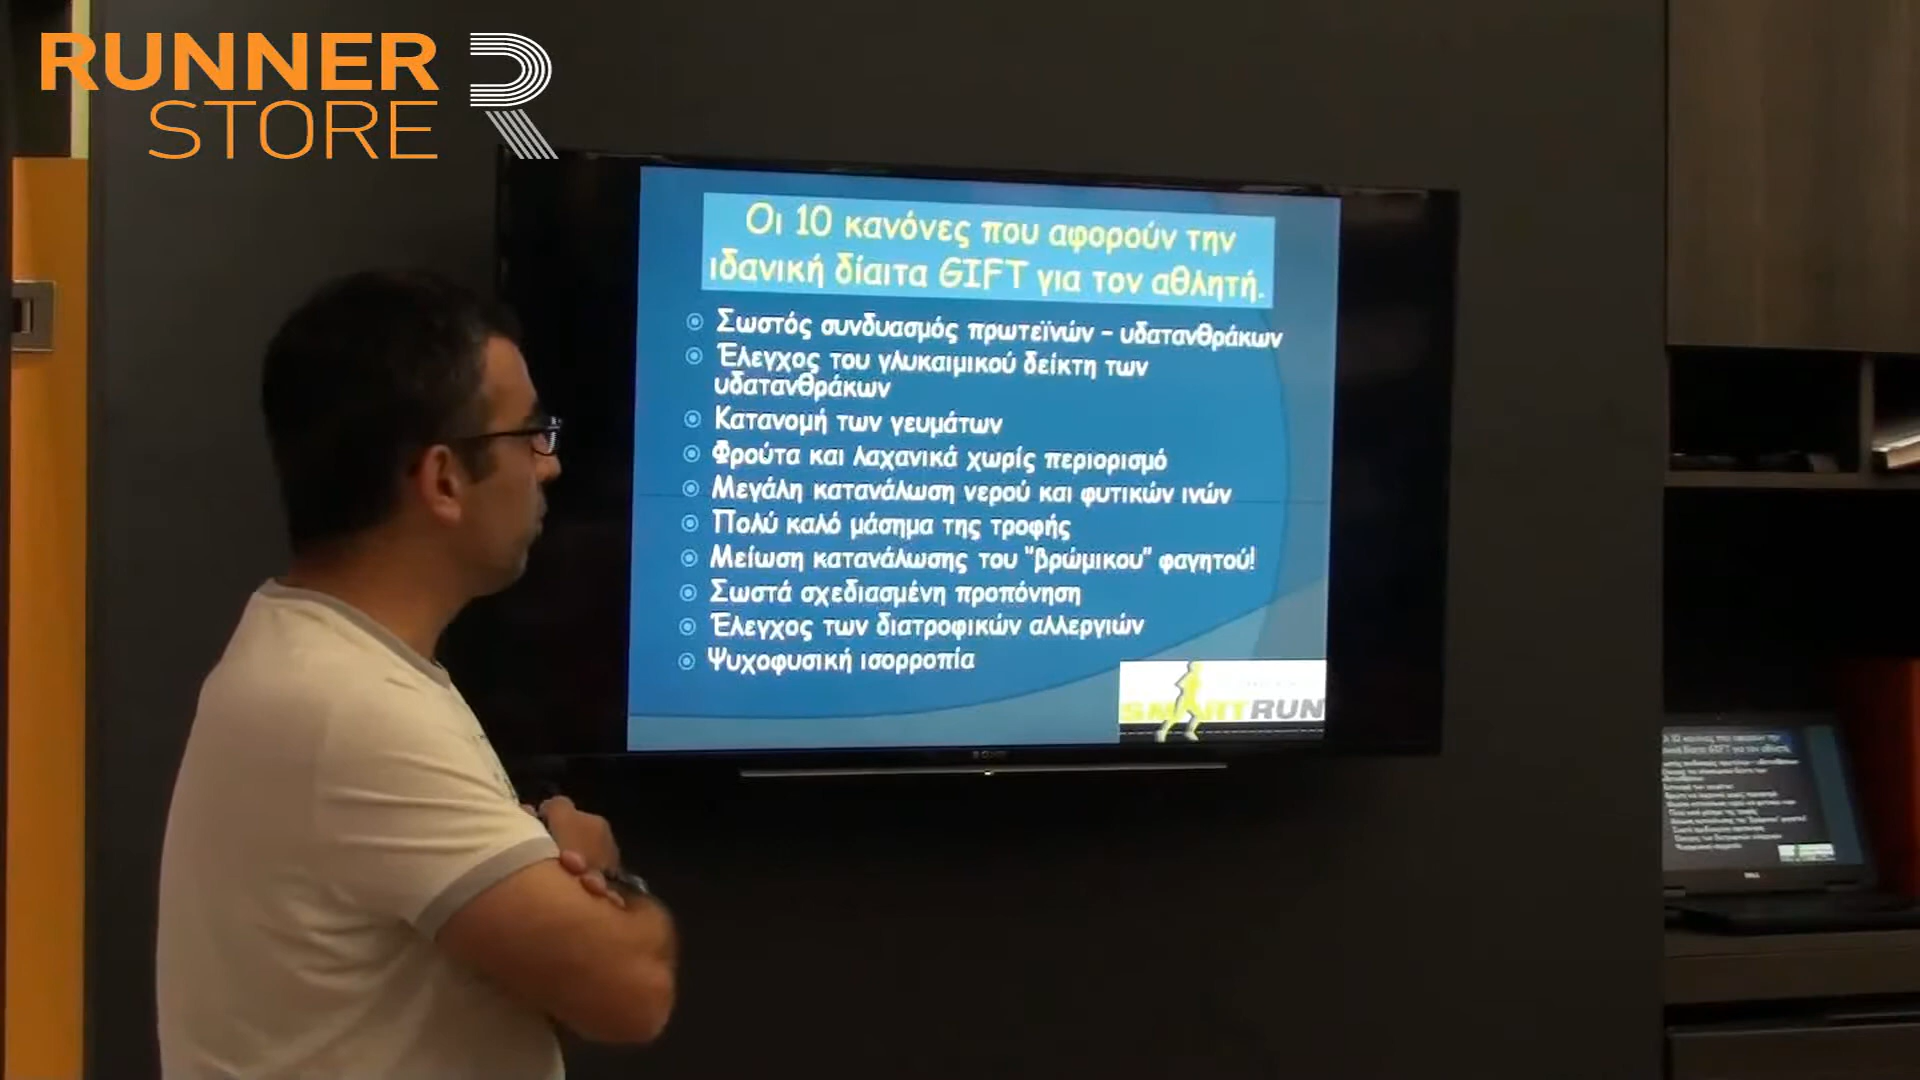 RUNNER
STORE
Οι 10 κανόνες που αφορούν την
ιδανική δίαιτα GIFT για τον αθλητή.
Σωστός συνδυασμός πρωτεϊνών – υδατανθράκων
Έλεγχος του γλυκαιμικού δείκτη των
υδατανθράκων
Κατανομή των γευμάτων
Φρούτα και λαχανικά χωρίς περιορισμό
Μεγάλη κατανάλωση νερού και φυτικών ινών
Πολύ καλό μάσημα της τροφής
Μείωση κατανάλωσης του "βρώμικου" φαγητού!
Σωστά σχεδιασμένη προπόνηση
Έλεγχος των διατροφικών αλλεργιών
Ψυχοφυσική ισορροπία
SMART RUN
SONY
DELL